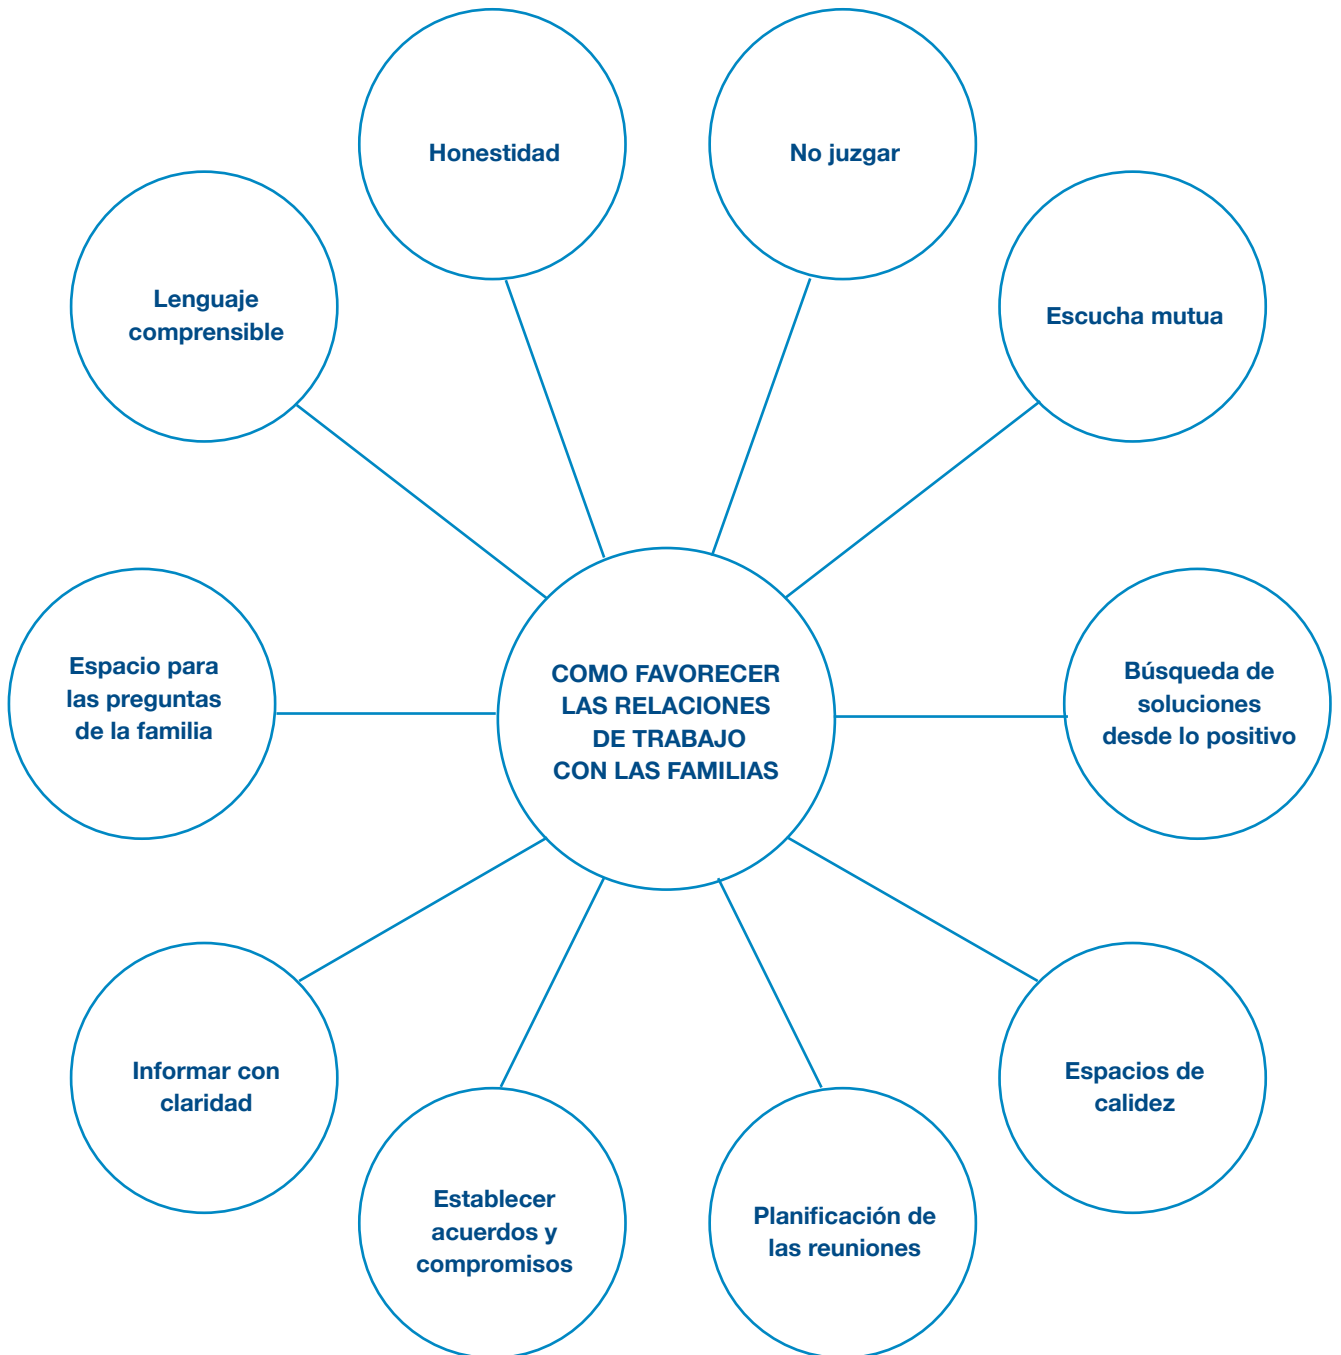 Honestidad
No juzgar
Lenguaje
comprensible
Escucha mutua
Espacio para
las preguntas
de la familia
COMO FAVORECER
LAS RELACIONES
DE TRABAJO
CON LAS FAMILIAS
Búsqueda de
soluciones
desde lo positivo
Informar con
claridad
Espacios de
calidez
Establecer
acuerdos y
compromisos
Planificación de
las reuniones